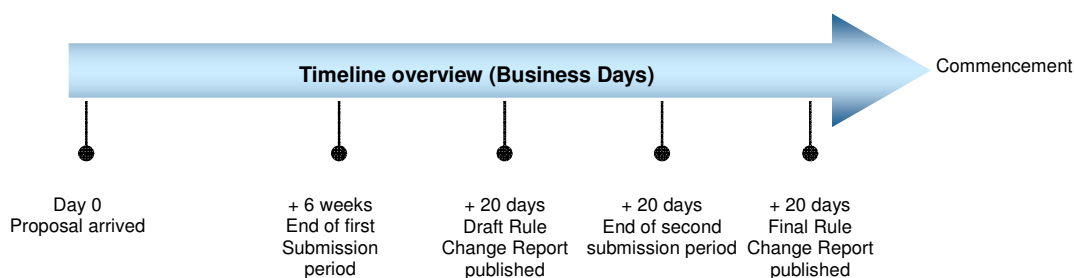 Timeline overview (Business Days)
Commencement
Day 0
Proposal arrived
+ 6 weeks
End of first
Submission
period
+ 20 days
Draft Rule
Change Report
published
+ 20 days
End of second
submission period
+ 20 days
Final Rule
Change Report
published